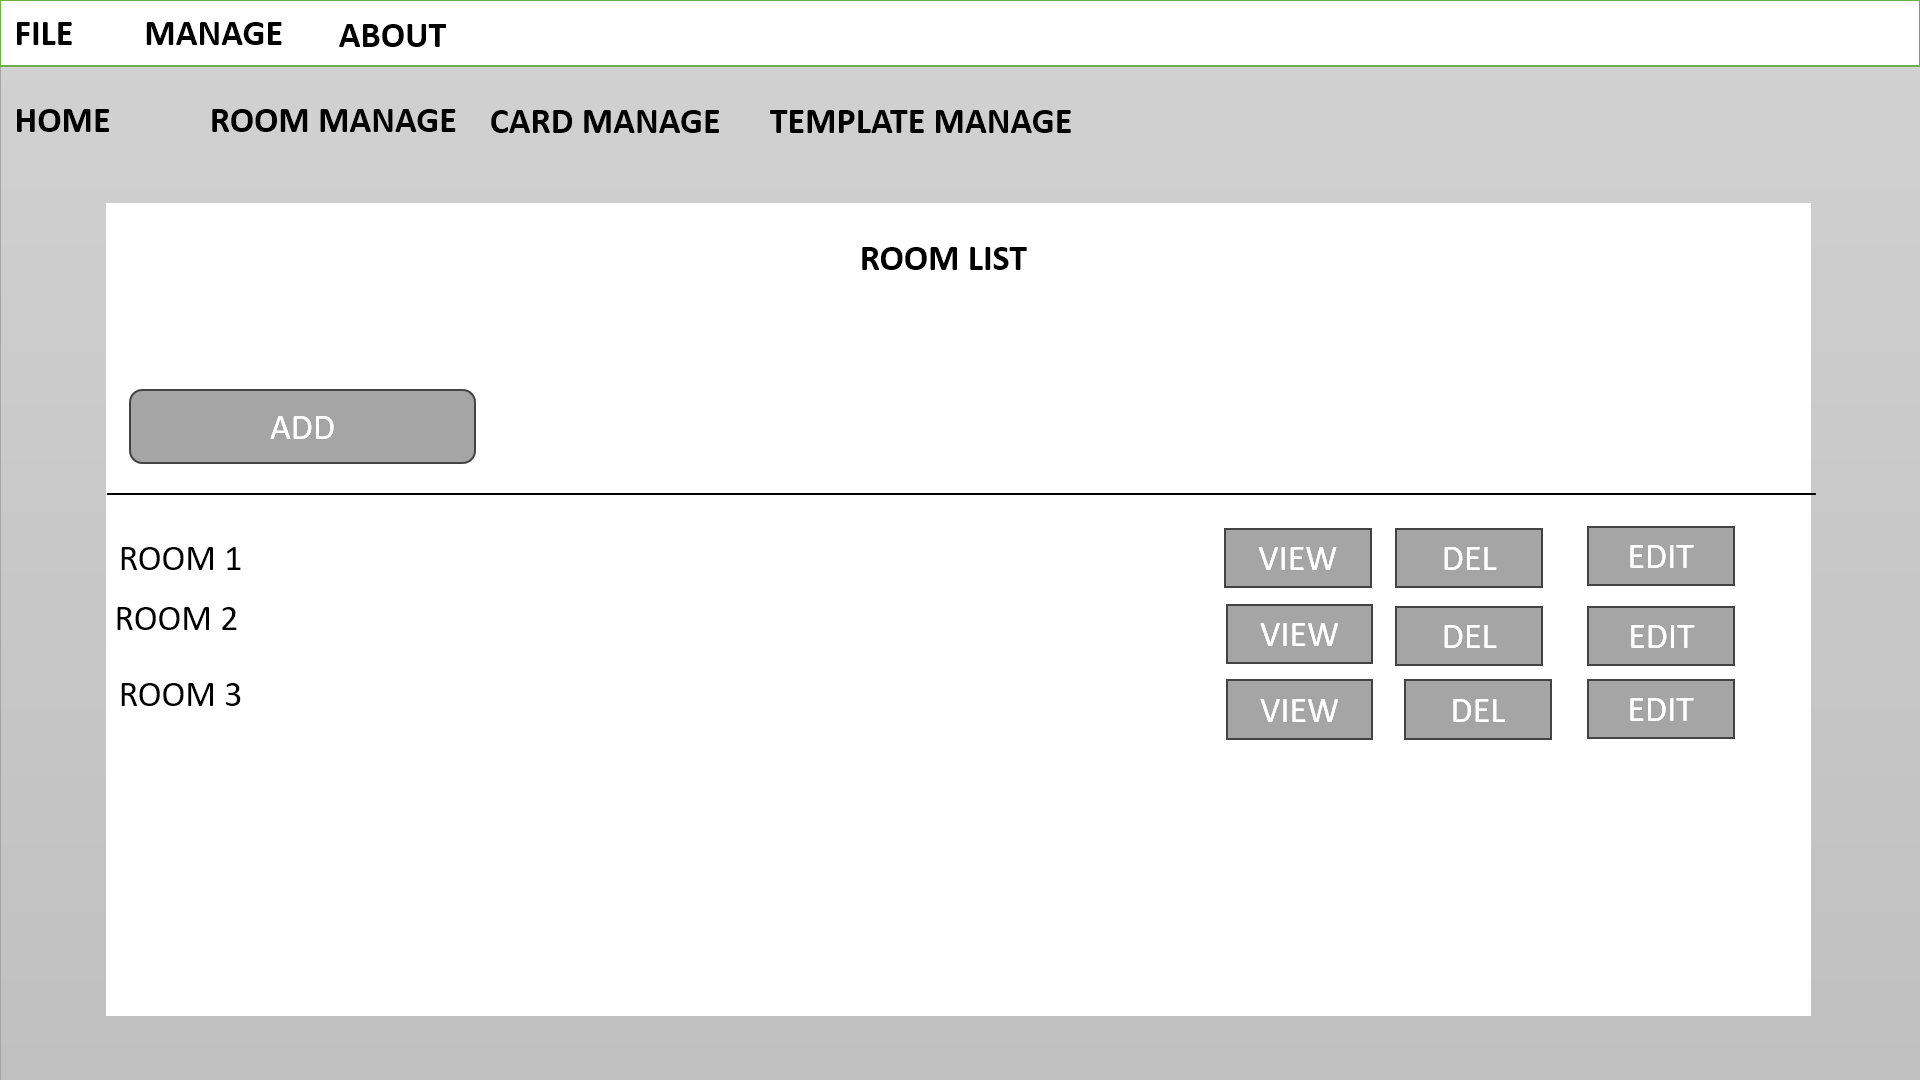 FILE MANAGE ABOUT
HOME ROOM MANAGE CARD MANAGE TEMPLATE MANAGE
ROOM LIST
ADD
ROOM 1 VIEW DEL EDIT
ROOM 2 VIEW DEL EDIT
ROOM 3 VIEW DEL EDIT